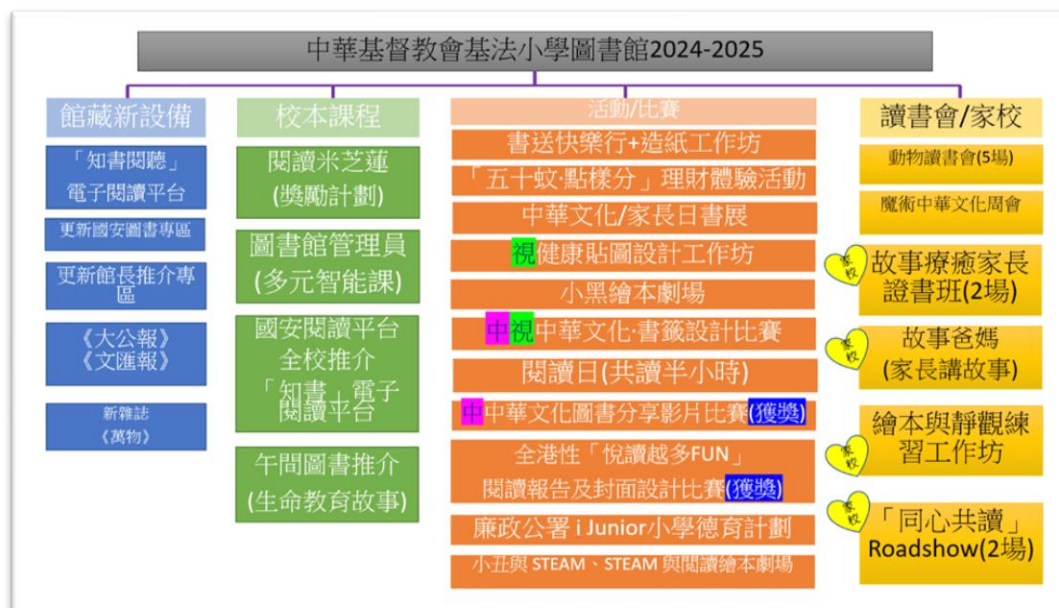 中華基督教會基法小學圖書館2024-2025
館藏新設備
「知書閱聽」
電子閱讀平台
更新國安圖書專區
更新館長推介專
區
《大公報》
《文匯報》
新雜誌
《萬物》
校本課程
閱讀米芝蓮
(獎勵計劃)
圖書館管理員
(多元智能課)
國安閱讀平台
全校推介
「知書」電子
閱讀平台
午間圖書推介
(生命教育故事)
活動/比賽
書送快樂行+造紙工作坊
「五十蚊·點樣分」理財體驗活動
中華文化/家長日書展
視健康貼圖設計工作坊
小黑繪本劇場
中視中華文化·書籤設計比賽
閱讀日(共讀半小時)
中中華文化圖書分享影片比賽(獲獎)
全港性「悅讀越多FUN」
閱讀報告及封面設計比賽(獲獎)
廉政公署 i Junior小學德育計劃
小丑與 STEAM、STEAM 與閱讀繪本劇場
讀書會/家校
動物讀書會(5場)
魔術中華文化周會
家校
故事療癒家長
證書班(2場)
家校
故事爸媽
(家長講故事)
家校
繪本與靜觀練
習工作坊
家校
「同心共讀」
Roadshow(2場)